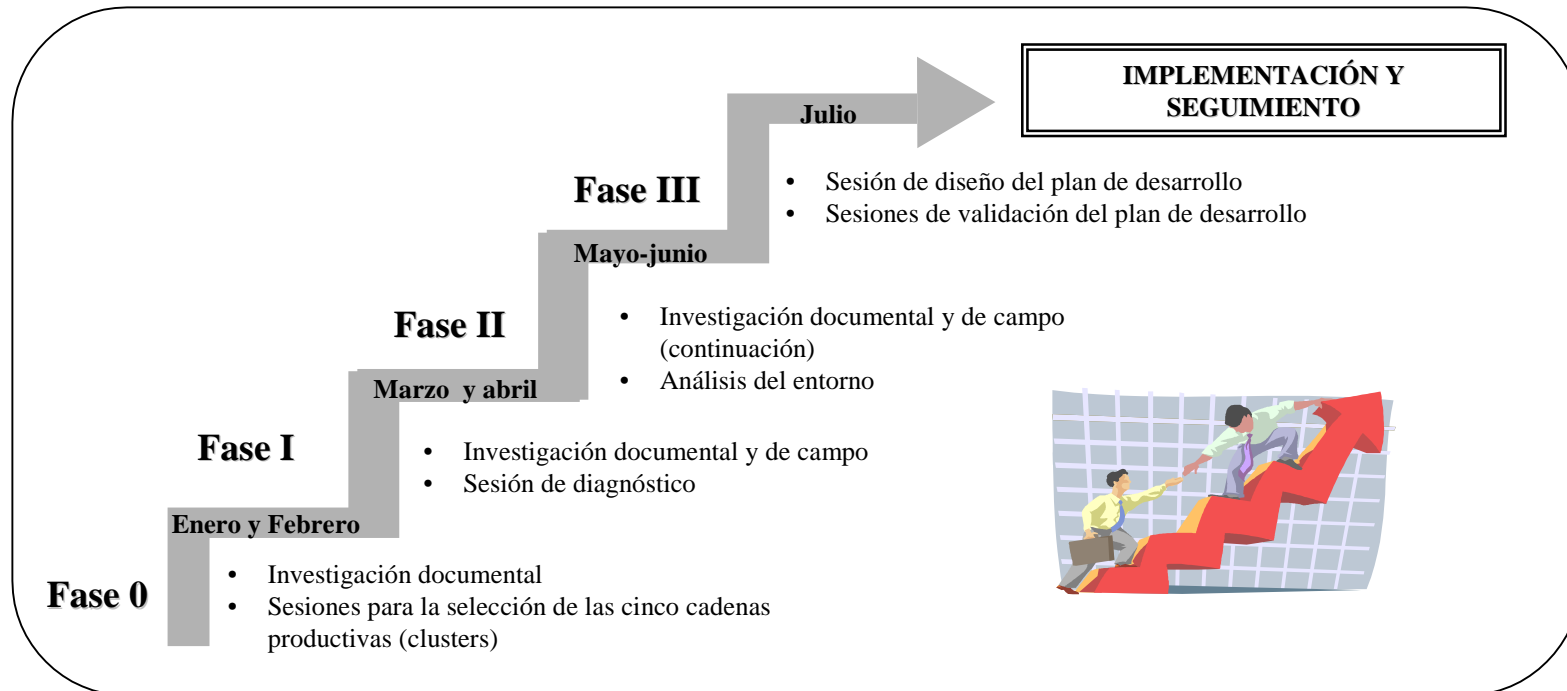 IMPLEMENTACIÓN Y
SEGUIMIENTO
Julio
Fase III
• Sesión de diseño del plan de desarrollo
• Sesiones de validación del plan de desarrollo
Mayo-junio
Fase II
• Investigación documental y de campo
(continuación)
• Análisis del entorno
Marzo y abril
Fase I
• Investigación documental y de campo
• Sesión de diagnóstico
Enero y Febrero
Fase 0
• Investigación documental
• Sesiones para la selección de las cinco cadenas
productivas (clusters)